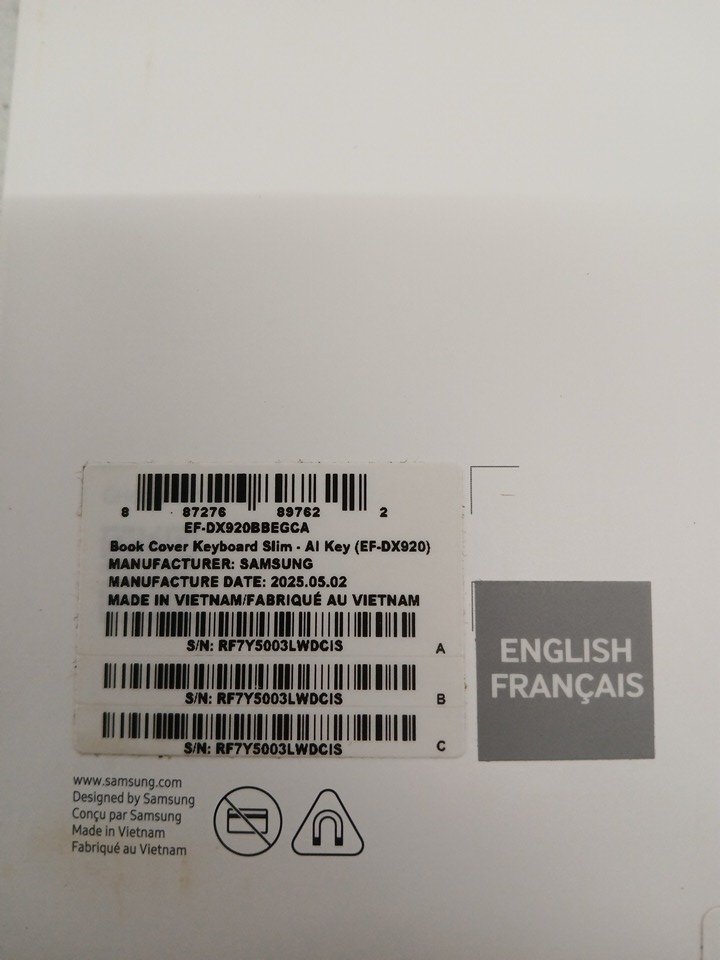 8 87276 89762 2
EF-DX920BBEGCA
Book Cover Keyboard Slim - AI Key (EF-DX920)
MANUFACTURER: SAMSUNG
MANUFACTURE DATE: 2025.05.02
MADE IN VIETNAM/FABRIQUÉ AU VIETNAM
S/N: RF7Y5003LWDCIS A
S/N: RF7Y5003LWDCIS B
S/N: RF7Y5003LWDCIS C
ENGLISH
FRANÇAIS
www.samsung.com
Designed by Samsung
Conçu par Samsung
Made in Vietnam
Fabriqué au Vietnam